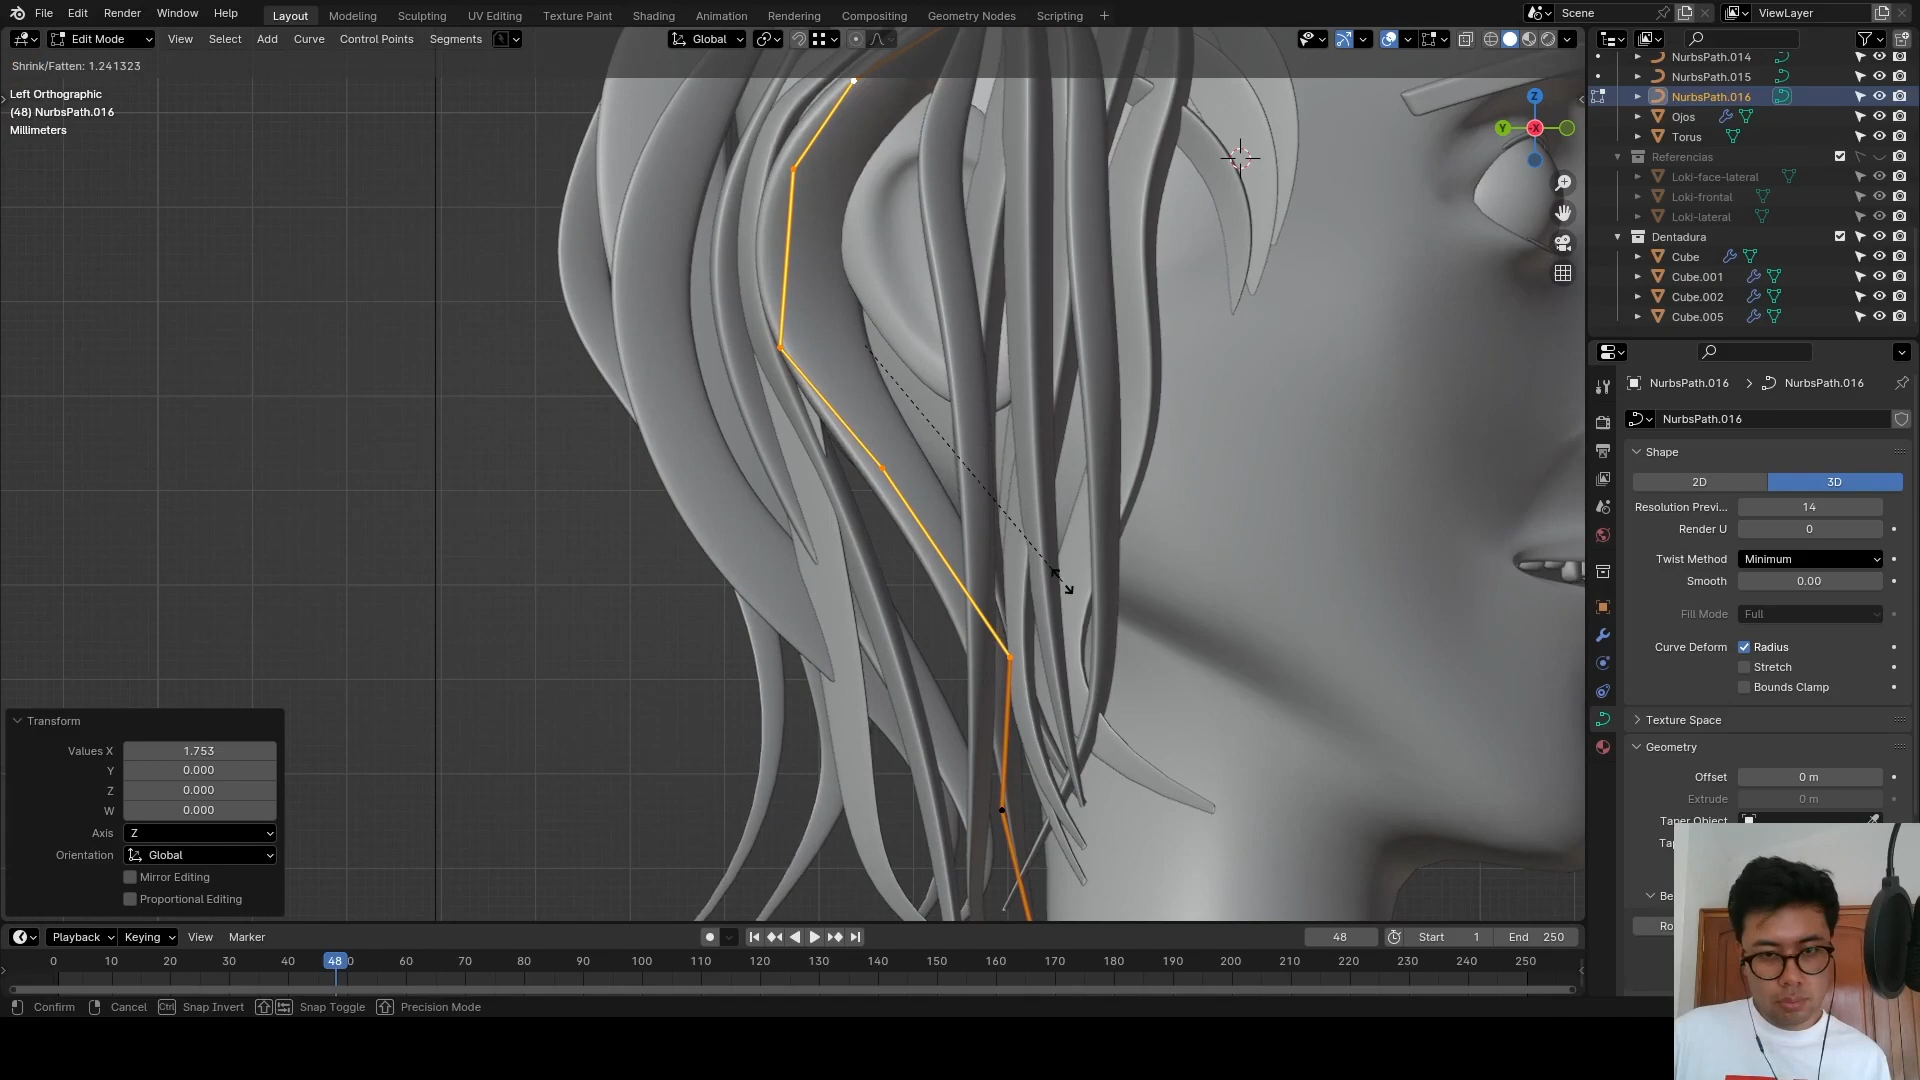 File Edit Render Window Help Layout Modeling Sculpting UV Editing Texture Paint Shading Animation Rendering Compositing Geometry Nodes Scripting + Scene ViewLayer
Edit Mode View Select Add Curve Control Points Segments Global
Shrink/Fatten: 1.241323
Left Orthographic
(48) NurbsPath.016
Millimeters
Z
Y
-X
NurbsPath.014
NurbsPath.015
NurbsPath.016
Ojos
Torus
Referencias
Loki-face-lateral
Loki-frontal
Loki-lateral
Dentadura
Cube
Cube.001
Cube.002
Cube.005
NurbsPath.016 > NurbsPath.016
NurbsPath.016
Shape
2D 3D
Resolution Previ... 14
Render U 0
Twist Method Minimum
Smooth 0.00
Fill Mode Full
Curve Deform Radius
Stretch
Bounds Clamp
Texture Space
Geometry
Offset 0 m
Extrude 0 m
Taper Object
Be
Ro
Transform
Values X 1.753
Y 0.000
Z 0.000
W 0.000
Axis Z
Orientation Global
Mirror Editing
Proportional Editing
Playback Keying View Marker 48 Start 1 End 250
0 10 20 30 40 48 0 60 70 80 90 100 110 120 130 140 150 160 170 180 190 200 210 220 230 240 250
Confirm Cancel Ctrl Snap Invert Snap Toggle Precision Mode